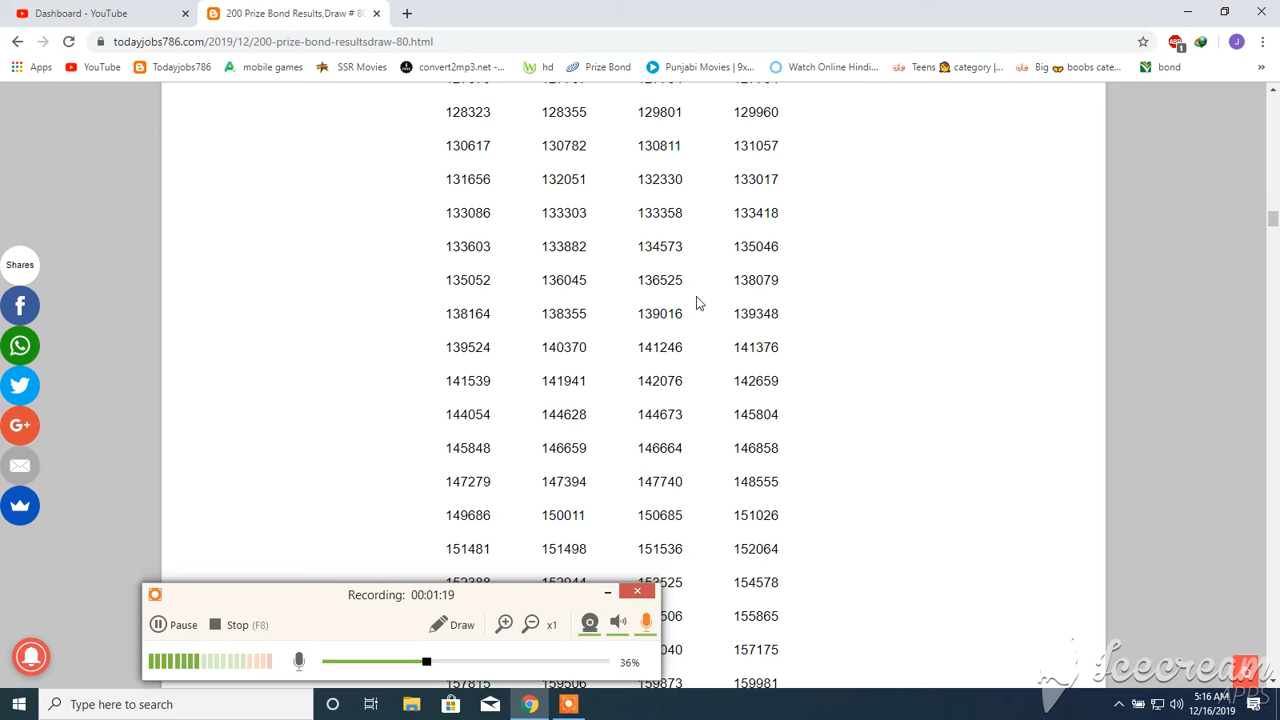 Dashboard - YouTube
200 Prize Bond Results,Draw # 80
todayjobs786.com/2019/12/200-prize-bond-resultsdraw-80.html
ABP
1
J
Apps YouTube Todayjobs786 mobile games SSR Movies convert2mp3.net -... hd Prize Bond Punjabi Movies | 9x... Watch Online Hindi... Teens 👧 category |... Big 👙 boobs cate... bond »
128323 128355 129801 129960
130617 130782 130811 131057
131656 132051 132330 133017
133086 133303 133358 133418
133603 133882 134573 135046
135052 136045 136525 138079
138164 138355 139016 139348
139524 140370 141246 141376
141539 141941 142076 142659
144054 144628 144673 145804
145848 146659 146664 146858
147279 147394 147740 148555
149686 150011 150685 151026
151481 151498 151536 152064
154578
155865
157175
159506 159873 159981
Shares
f
G+
Recording: 00:01:19
Pause Stop (F8) Draw x1
36%
Icecream
APPS
Type here to search
5:16 AM
12/16/2019